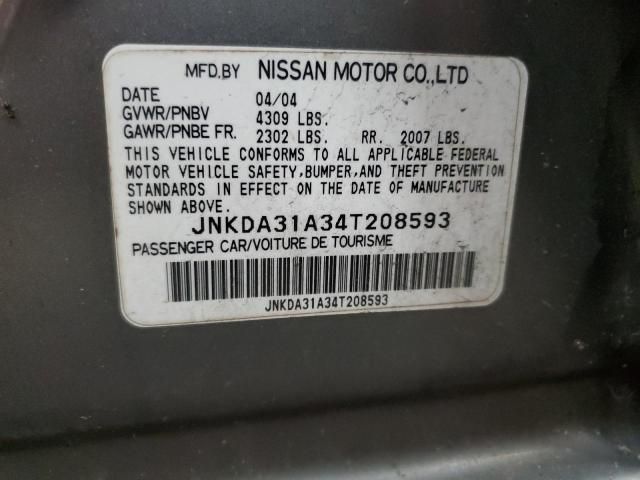 MFD.BY NISSAN MOTOR CO.,LTD
DATE 04/04
GVWR/PNBV 4309 LBS.
GAWR/PNBE FR. 2302 LBS. RR. 2007 LBS.
THIS VEHICLE CONFORMS TO ALL APPLICABLE FEDERAL
MOTOR VEHICLE SAFETY,BUMPER,AND THEFT PREVENTION
STANDARDS IN EFFECT ON THE DATE OF MANUFACTURE
SHOWN ABOVE.
JNKDA31A34T208593
PASSENGER CAR/VOITURE DE TOURISME
JNKDA31A34T208593